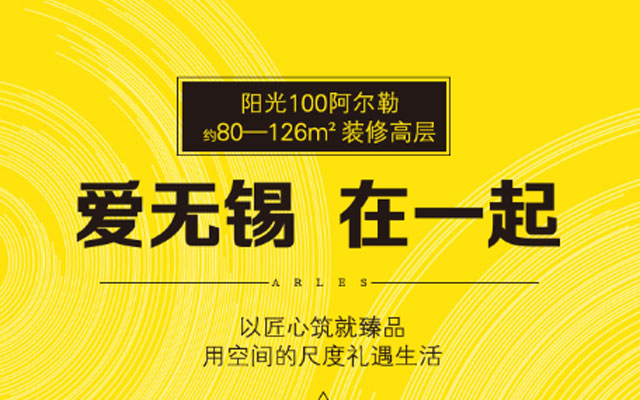 阳光100阿尔勒
约80—126m² 装修高层
爱无锡 在一起
ARLES
以匠心筑就臻品
用空间的尺度礼遇生活